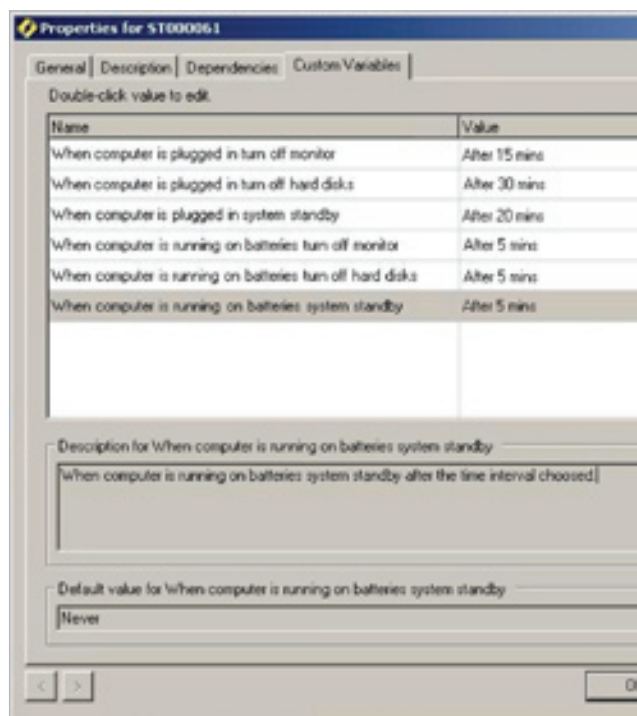 Properties for ST000061
General Description Dependencies Custom Variables
Double-click value to edit.
Name Value
When computer is plugged in turn off monitor After 15 mins
When computer is plugged in turn off hard disks After 30 mins
When computer is plugged in system standby After 20 mins
When computer is running on batteries turn off monitor After 5 mins
When computer is running on batteries turn off hard disks After 5 mins
When computer is running on batteries system standby After 5 mins
Description for When computer is running on batteries system standby
When computer is running on batteries system standby after the time interval choosed.
Default value for When computer is running on batteries system standby
Never
< >